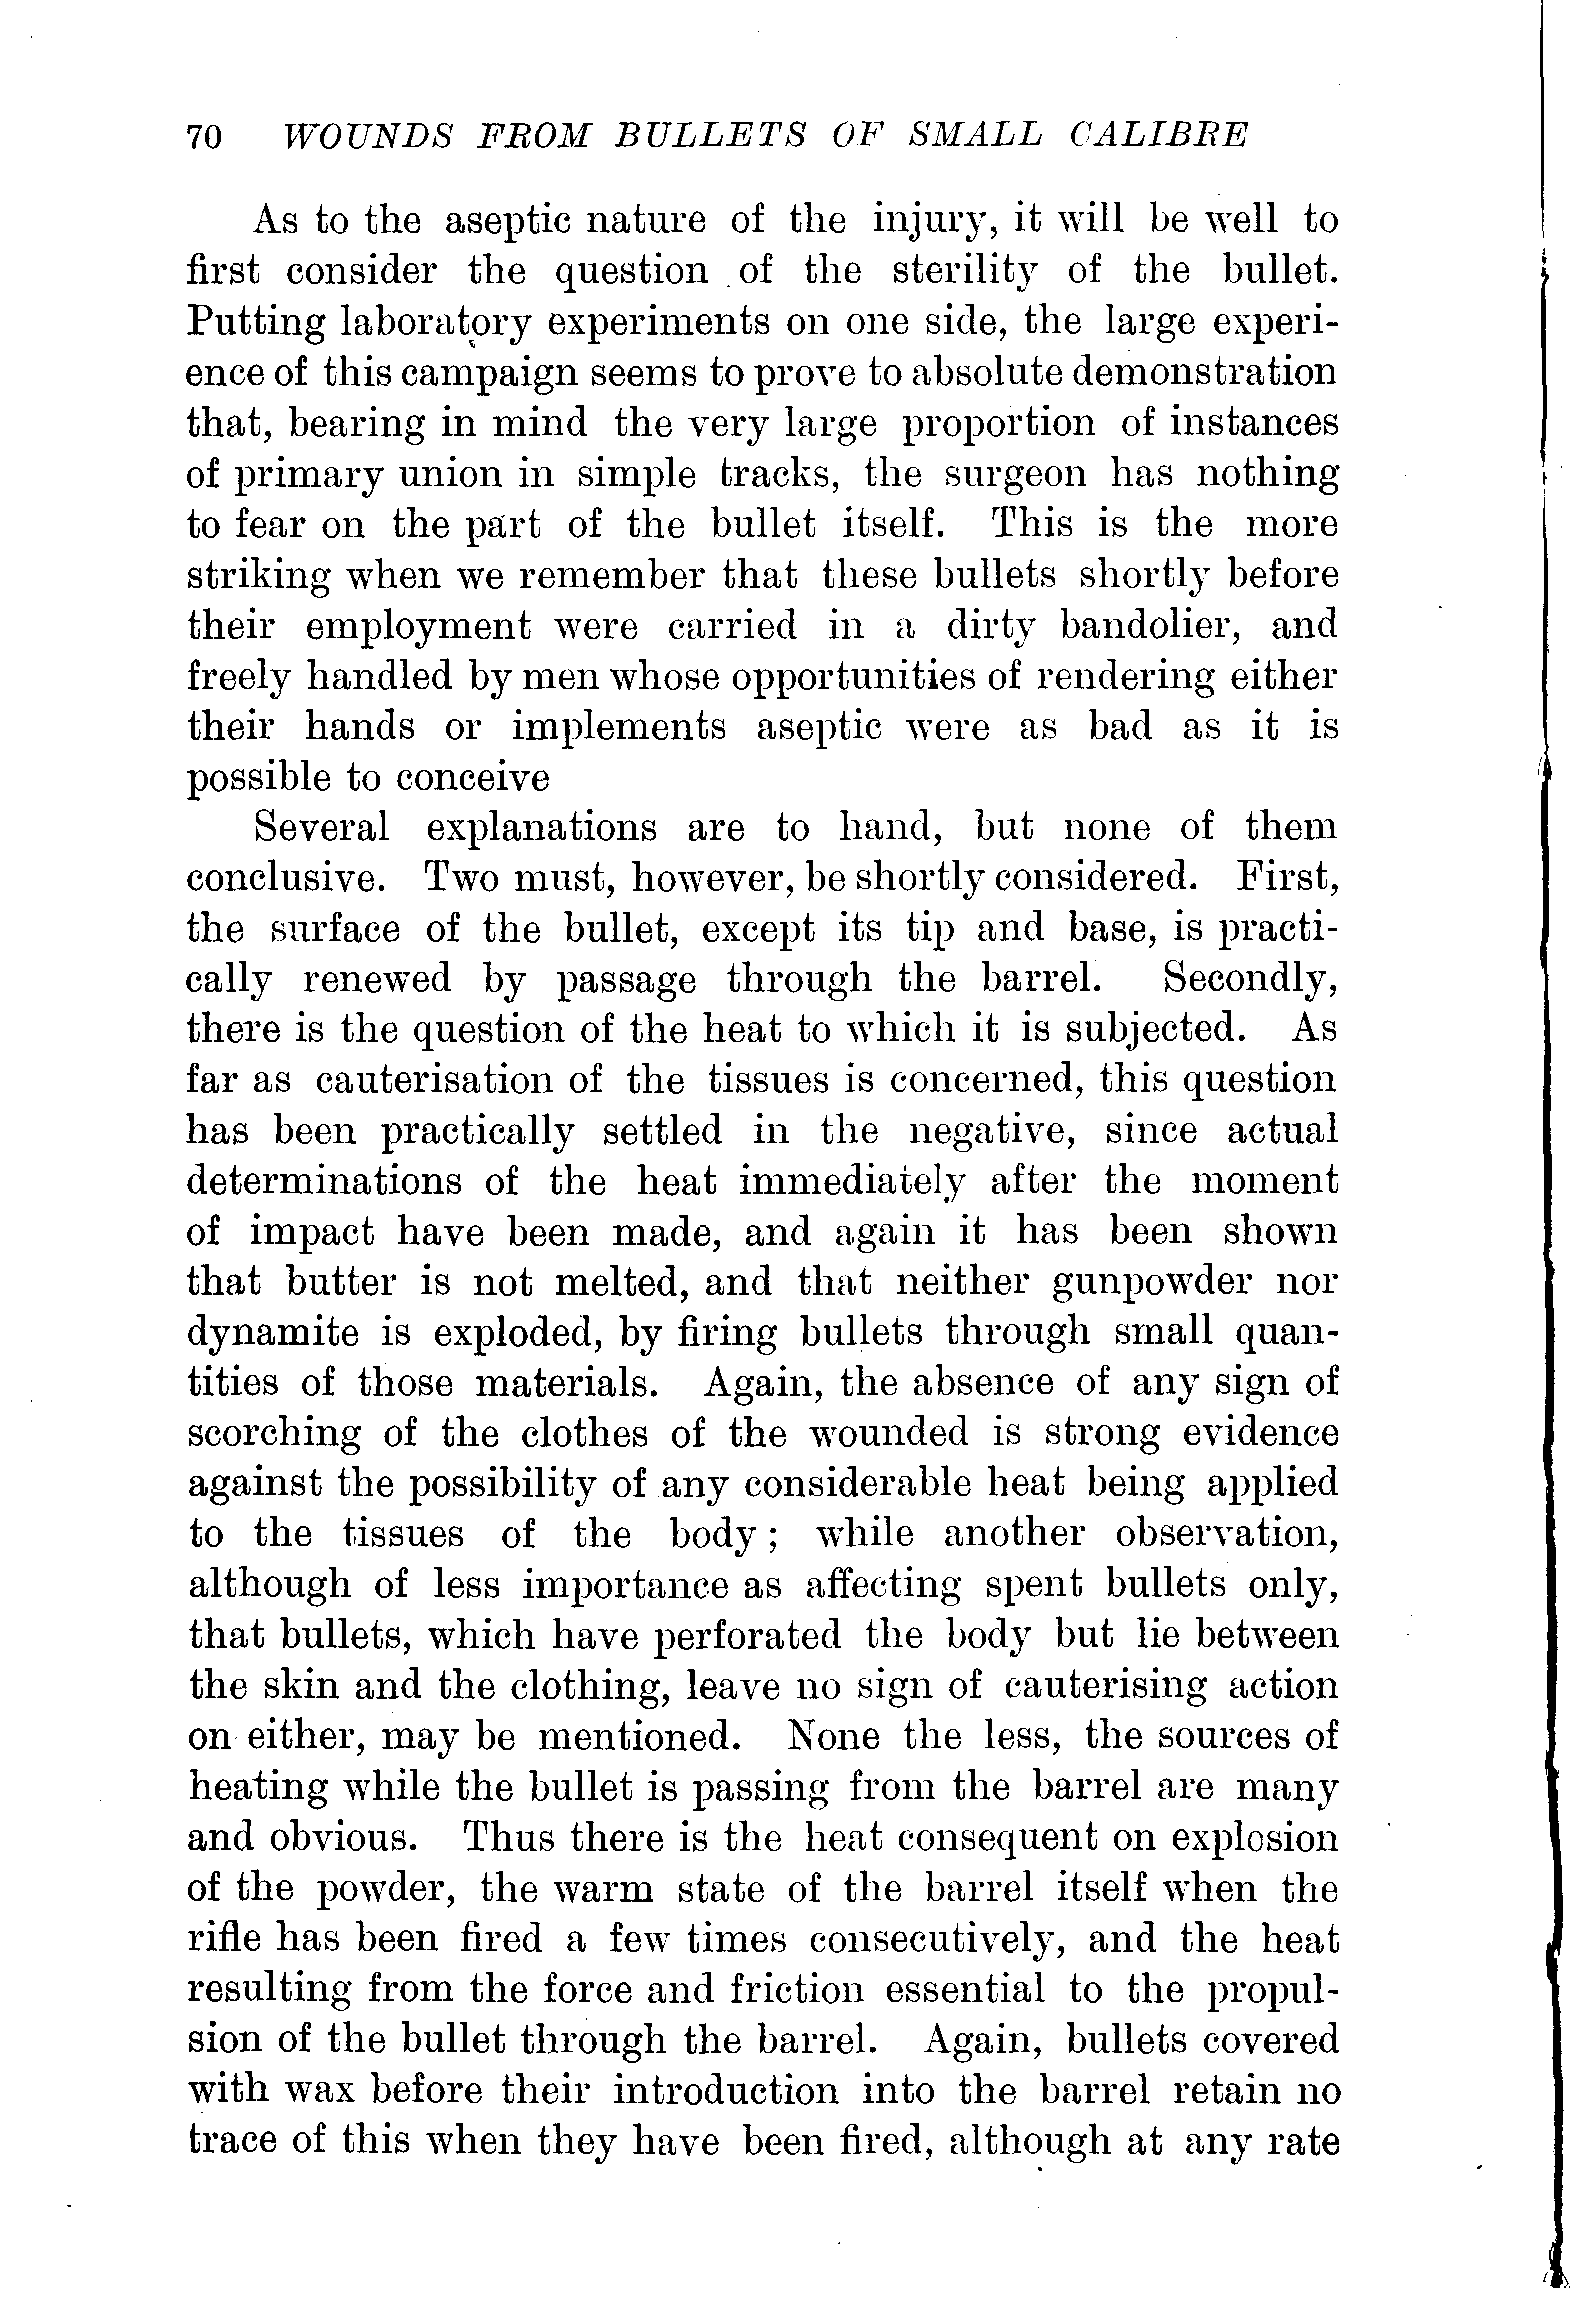 70 WOUNDS FROM BULLETS OF SMALL CALIBRE
As to the aseptic nature of the injury, it will be well to
first consider the question of the sterility of the bullet.
Putting laboratory experiments on one side, the large experi-
ence of this campaign seems to prove to absolute demonstration
that, bearing in mind the very large proportion of instances
of primary union in simple tracks, the surgeon has nothing
to fear on the part of the bullet itself. This is the more
striking when we remember that these bullets shortly before
their employment were carried in a dirty bandolier, and
freely handled by men whose opportunities of rendering either
their hands or implements aseptic were as bad as it is
possible to conceive
Several explanations are to hand, but none of them
conclusive. Two must, however, be shortly considered. First,
the surface of the bullet, except its tip and base, is practi-
cally renewed by passage through the barrel. Secondly,
there is the question of the heat to which it is subjected. As
far as cauterisation of the tissues is concerned, this question
has been practically settled in the negative, since actual
determinations of the heat immediately after the moment
of impact have been made, and again it has been shown
that butter is not melted, and that neither gunpowder nor
dynamite is exploded, by firing bullets through small quan-
tities of those materials. Again, the absence of any sign of
scorching of the clothes of the wounded is strong evidence
against the possibility of any considerable heat being applied
to the tissues of the body; while another observation,
although of less importance as affecting spent bullets only,
that bullets, which have perforated the body but lie between
the skin and the clothing, leave no sign of cauterising action
on either, may be mentioned. None the less, the sources of
heating while the bullet is passing from the barrel are many
and obvious. Thus there is the heat consequent on explosion
of the powder, the warm state of the barrel itself when the
rifle has been fired a few times consecutively, and the heat
resulting from the force and friction essential to the propul-
sion of the bullet through the barrel. Again, bullets covered
with wax before their introduction into the barrel retain no
trace of this when they have been fired, although at any rate